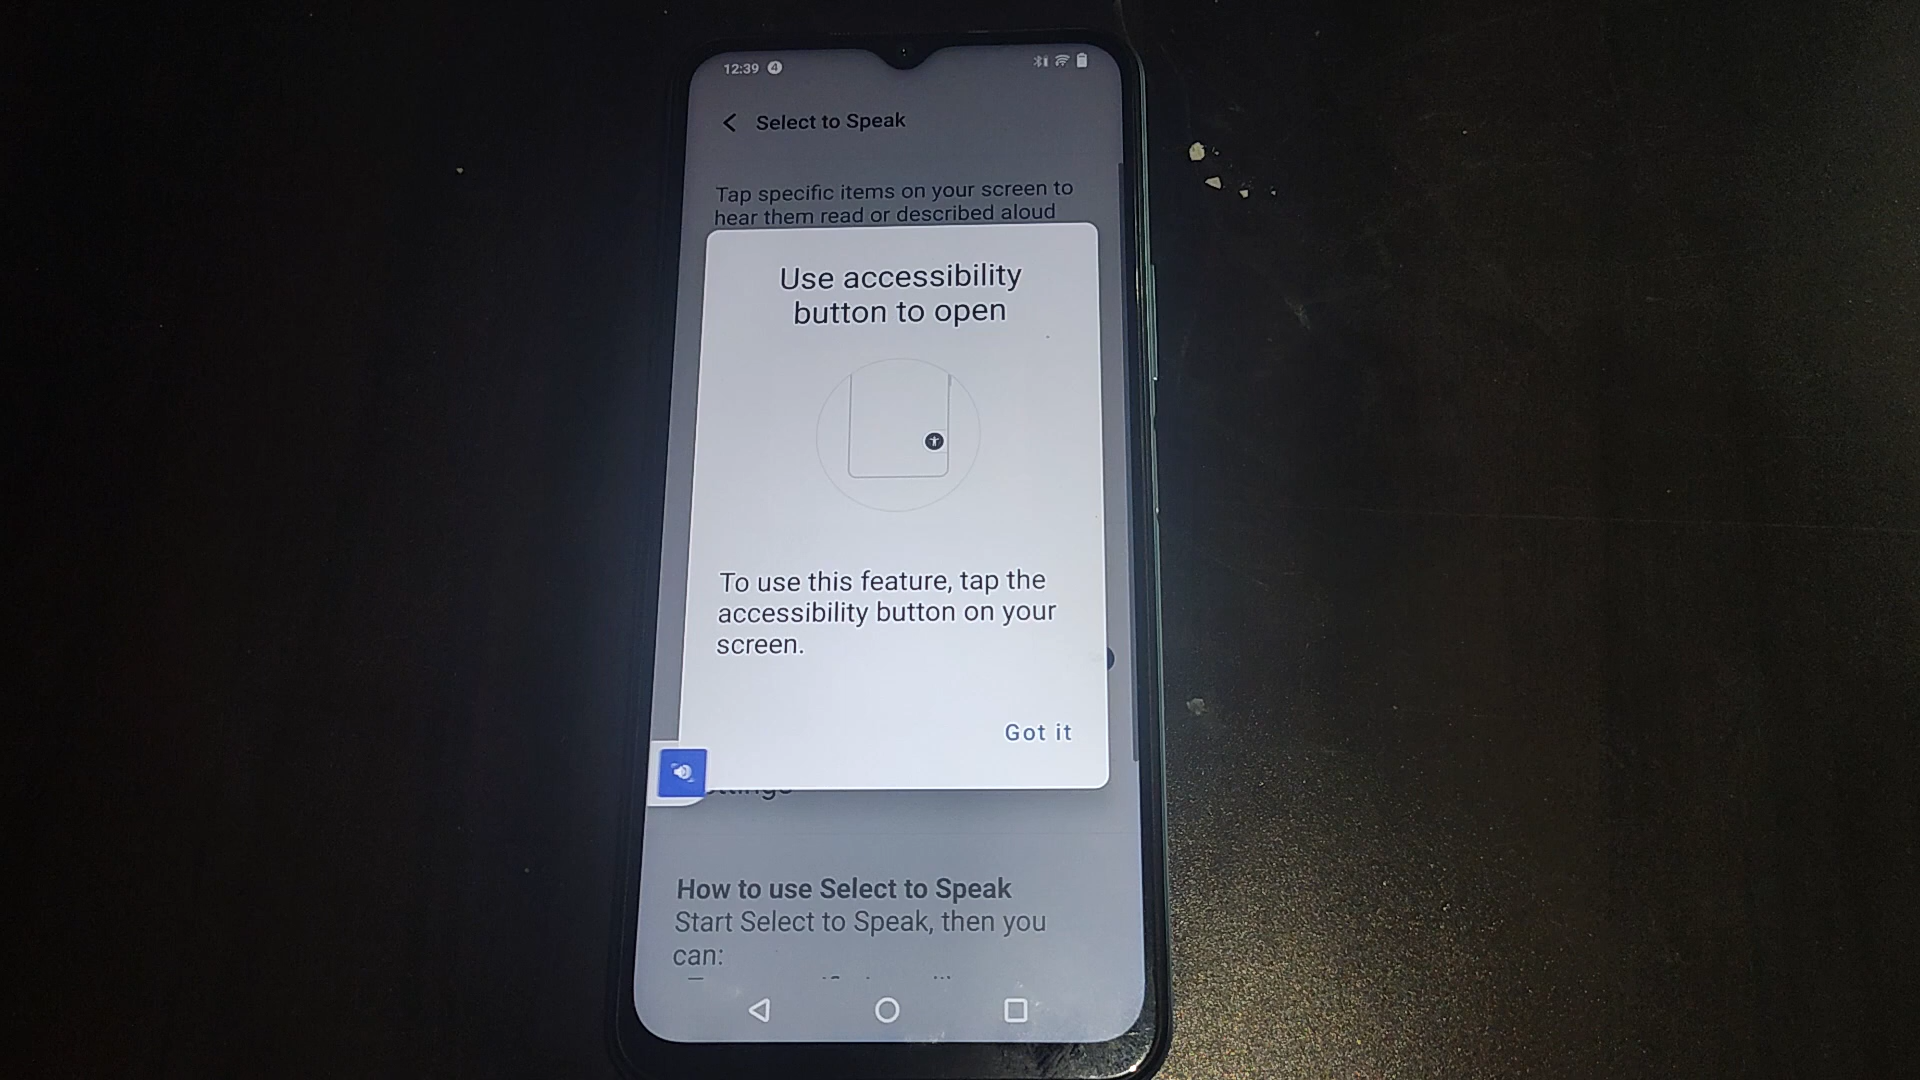 12:39 4
Select to Speak
Tap specific items on your screen to
hear them read or described aloud
Use accessibility
button to open
To use this feature, tap the
accessibility button on your
screen.
Got it
How to use Select to Speak
Start Select to Speak, then you
can: